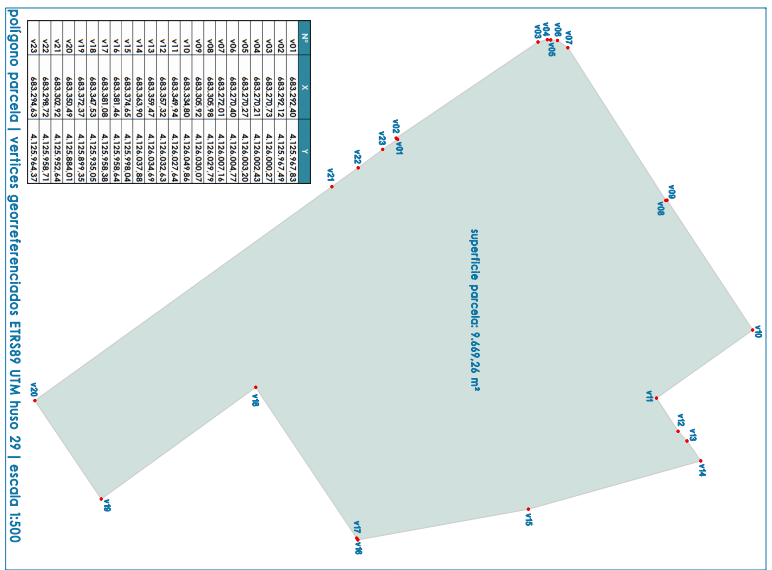 v07
v06
v05
v04
v03
v09
v08
v02
v01
v23
v22
v21
v10
v11
v12
v13
v14
v15
v18
v17
v16
v20
v19
superficie parcela: 9.669,26 m²
Nº X Y
v01 683.292.40 4.125.967.83
v02 683.292.12 4.125.967.49
v03 683.270.73 4.126.000.27
v04 683.270.21 4.126.002.43
v05 683.270.27 4.126.003.20
v06 683.270.40 4.126.004.77
v07 683.272.01 4.126.007.16
v08 683.305.98 4.126.029.79
v09 683.305.92 4.126.030.07
v10 683.334.80 4.126.049.86
v11 683.349.94 4.126.027.64
v12 683.357.32 4.126.032.63
v13 683.359.47 4.126.034.69
v14 683.363.90 4.126.037.88
v15 683.374.65 4.125.998.04
v16 683.381.46 4.125.958.64
v17 683.381.08 4.125.958.38
v18 683.347.53 4.125.935.05
v19 683.372.37 4.125.899.35
v20 683.350.49 4.125.884.01
v21 683.302.92 4.125.952.64
v22 683.298.72 4.125.958.71
v23 683.294.63 4.125.964.37
polígono parcela | vertices georreferenciados ETRS89 UTM huso 29 | escala 1:500